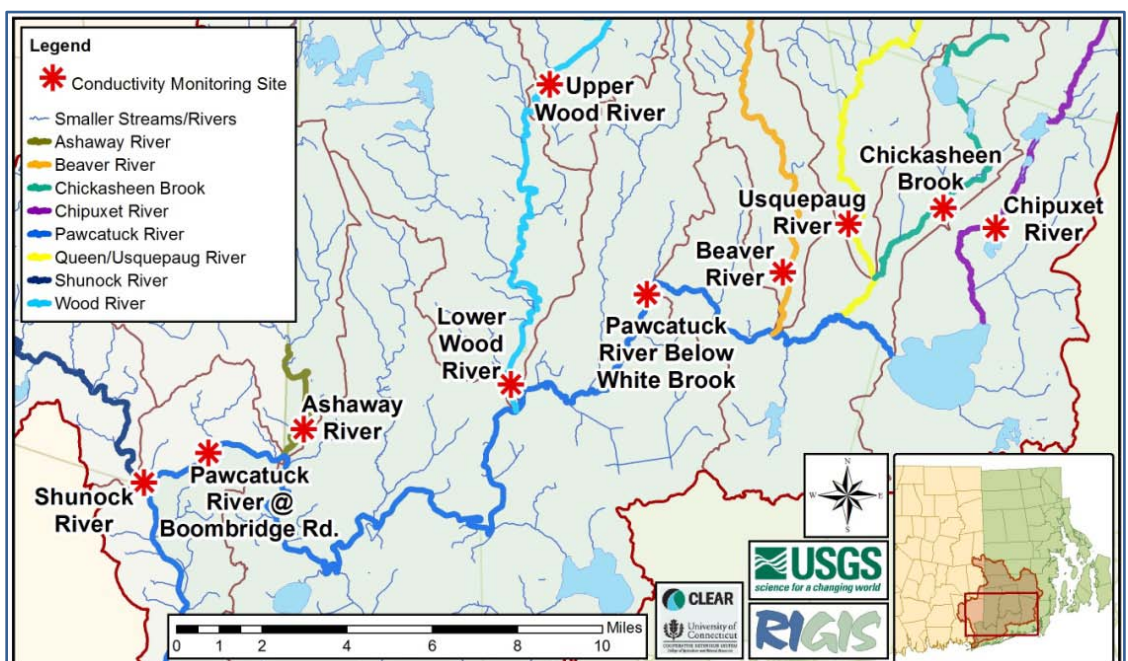 Legend
Conductivity Monitoring Site
Smaller Streams/Rivers
Ashaway River
Beaver River
Chickasheen Brook
Chipuxet River
Pawcatuck River
Queen/Usquepaug River
Shunock River
Wood River
Upper
Wood River
Chickasheen
Brook
Usquepaug
River
Chipuxet
River
Beaver
River
Lower
Wood
River
Pawcatuck
River Below
White Brook
Ashaway
River
Pawcatuck
River @
Boombridge Rd.
Shunock
River
N
W
E
S
USGS
science for a changing world
CLEAR
University of
Connecticut
RIGIS
Miles
0 1 2 4 6 8 10